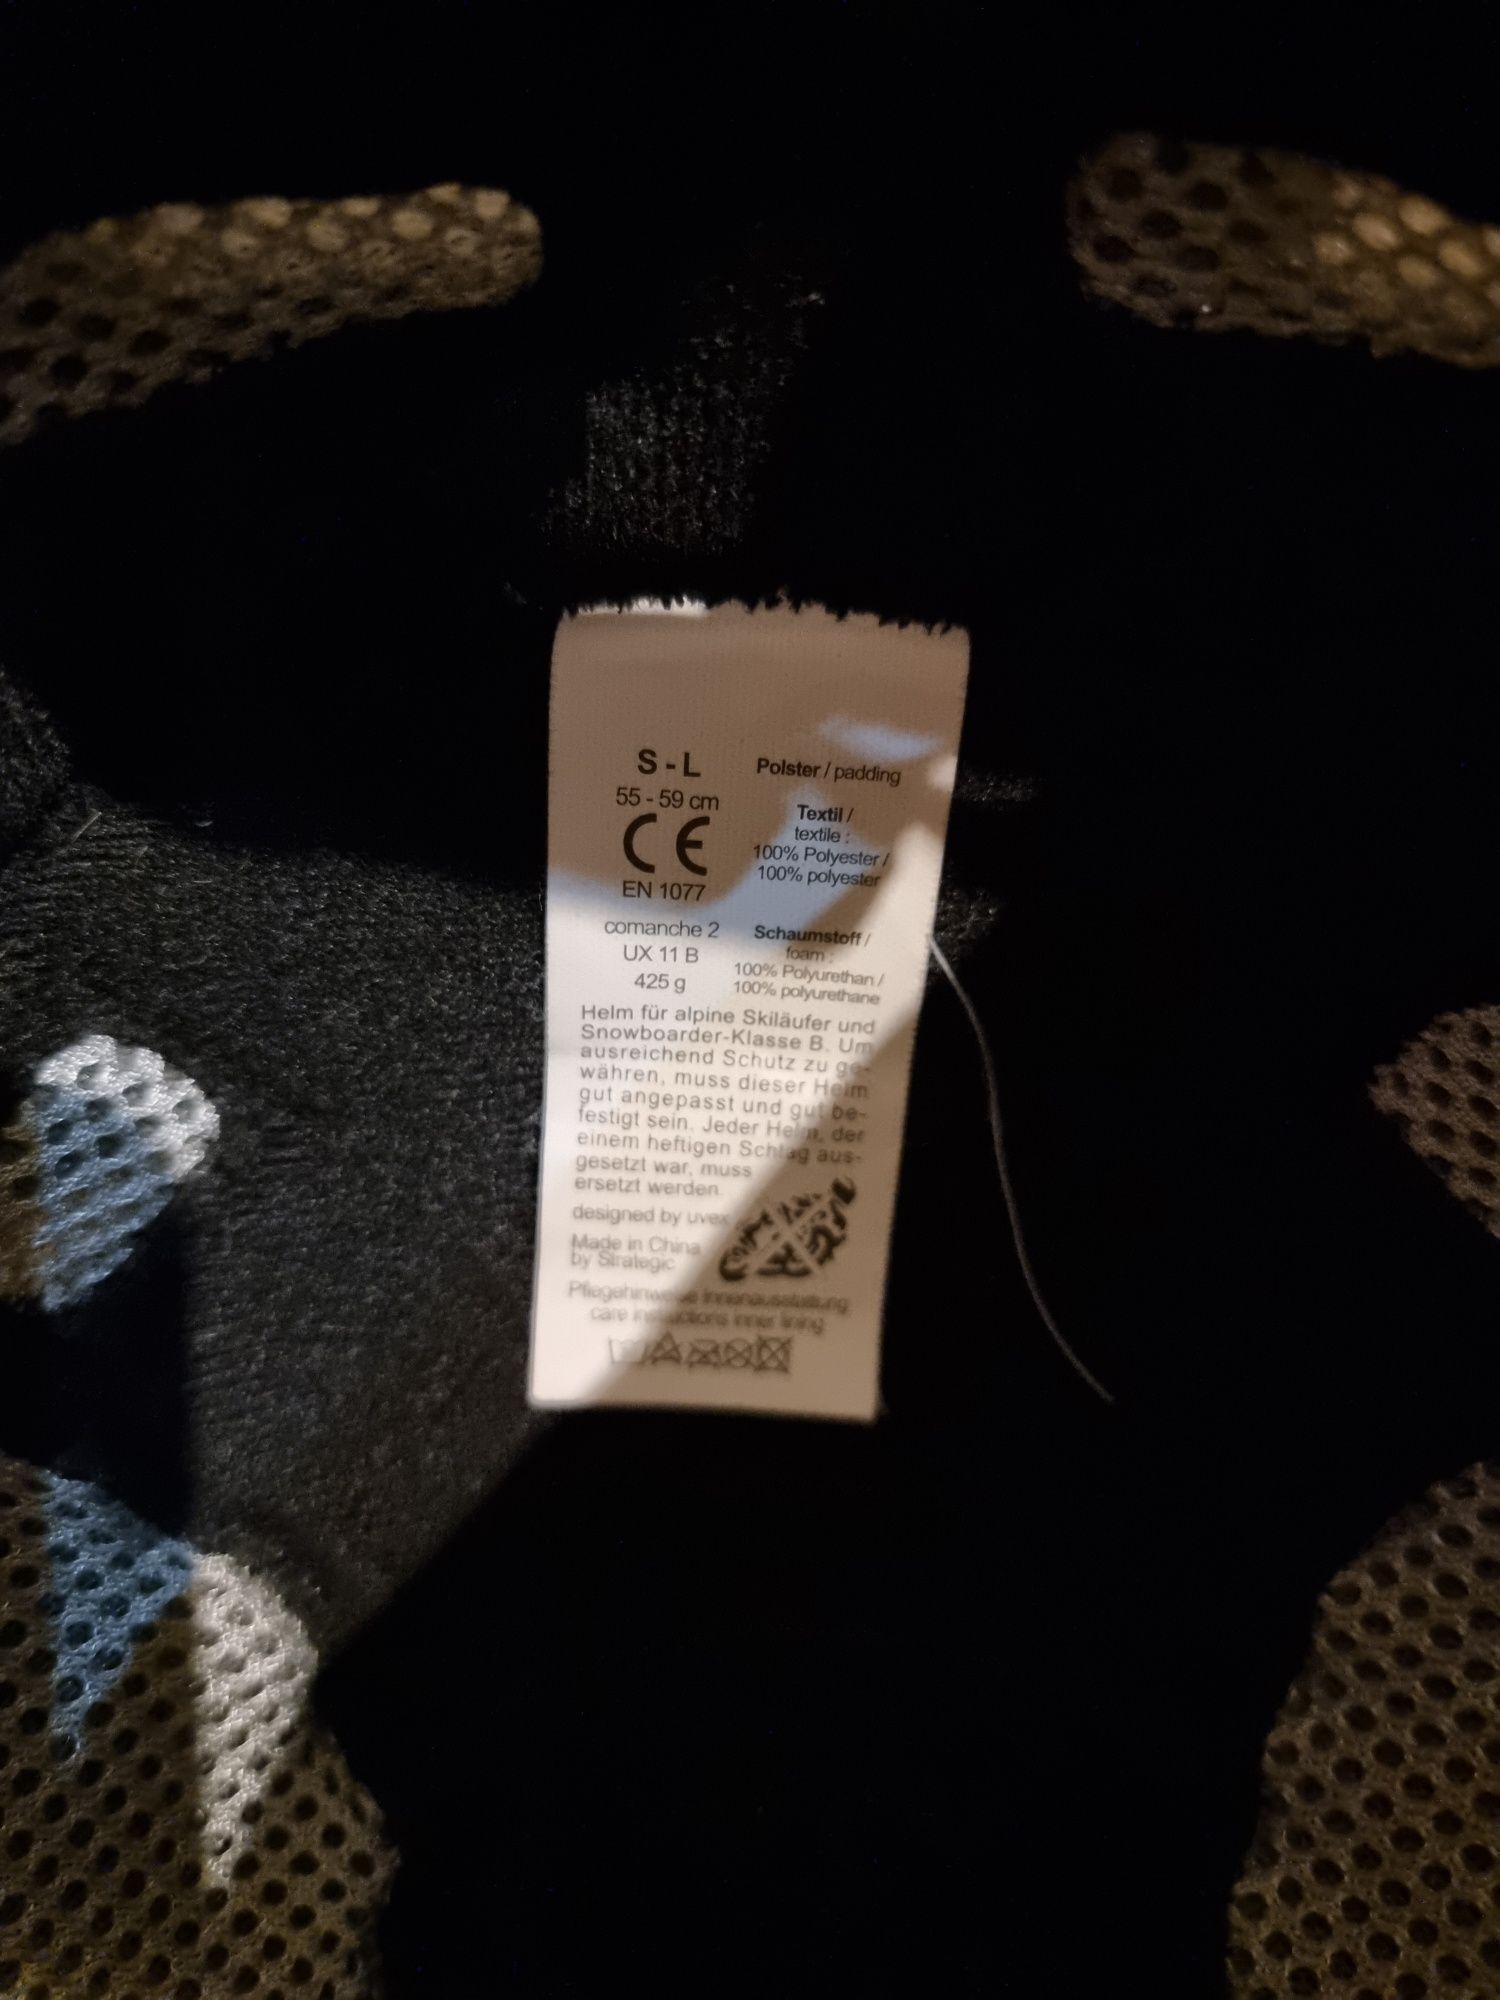 S - L
55 - 59 cm
CE
EN 1077
comanche 2
UX 11 B
425 g
Polster / padding
Textil /
textile :
100% Polyester /
100% polyester
Schaumstoff /
foam :
100% Polyurethan /
100% polyurethane
Helm für alpine Skiläufer und
Snowboarder-Klasse B. Um
ausreichend Schutz zu ge-
währen, muss dieser Helm
gut angepasst und gut be-
festigt sein. Jeder Helm, der
einem heftigen Schlag aus-
gesetzt war, muss
ersetzt werden.
designed by uvex
Made in China
by Strategic
Pflegehinweise Innenausstattung
care instructions inner lining